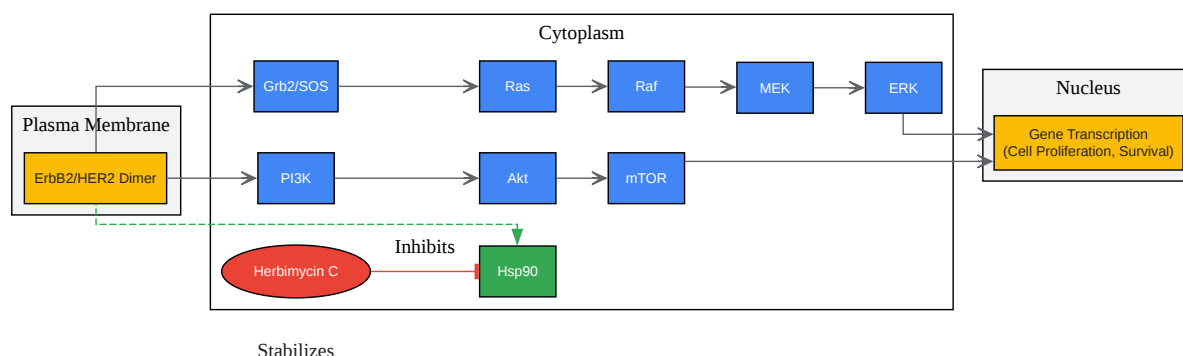 Cytoplasm
Grb2/SOS
Ras
Raf
MEK
ERK
Nucleus
Plasma Membrane
Gene Transcription
(Cell Proliferation, Survival)
ErbB2/HER2 Dimer
PI3K
Akt
mTOR
Inhibits
Herbimycin C
Hsp90
Stabilizes